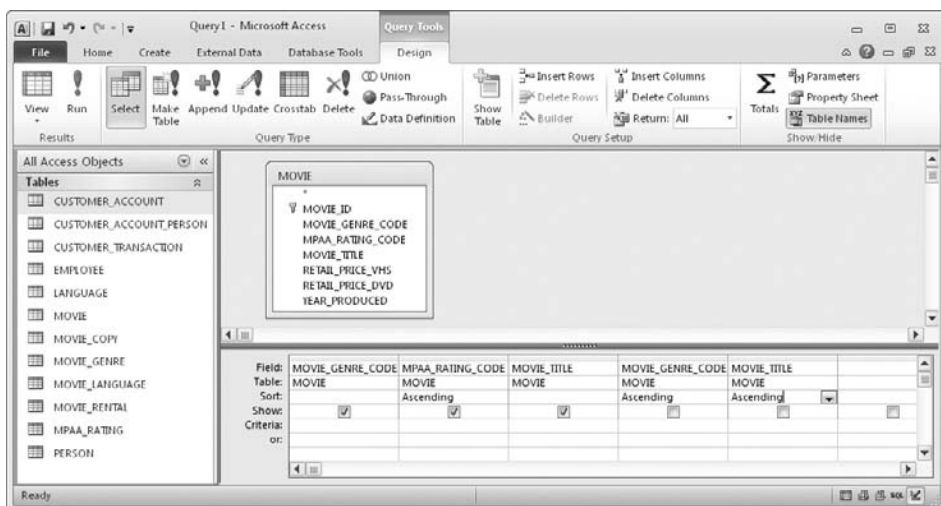 Query1 - Microsoft Access
Query Tools
File Home Create External Data Database Tools Design
View Run Select Make Table Append Update Crosstab Delete
Union
Pass-Through
Data Definition
Show Table
Insert Rows
Delete Rows
Builder
Insert Columns
Delete Columns
Return: All
Totals
Parameters
Property Sheet
Table Names
Results Query Type Query Setup Show/Hide
All Access Objects
Tables
CUSTOMER_ACCOUNT
CUSTOMER_ACCOUNT_PERSON
CUSTOMER_TRANSACTION
EMPLOYEE
LANGUAGE
MOVIE
MOVIE_COPY
MOVIE_GENRE
MOVIE_LANGUAGE
MOVIE_RENTAL
MPAA_RATING
PERSON
MOVIE
*
MOVIE_ID
MOVIE_GENRE_CODE
MPAA_RATING_CODE
MOVIE_TITLE
RETAIL_PRICE_VHS
RETAIL_PRICE_DVD
YEAR_PRODUCED
Field: MOVIE_GENRE_CODE MPAA_RATING_CODE MOVIE_TITLE MOVIE_GENRE_CODE MOVIE_TITLE
Table: MOVIE MOVIE MOVIE MOVIE MOVIE
Sort: Ascending Ascending Ascending
Show:
Criteria:
or:
Ready
SQL